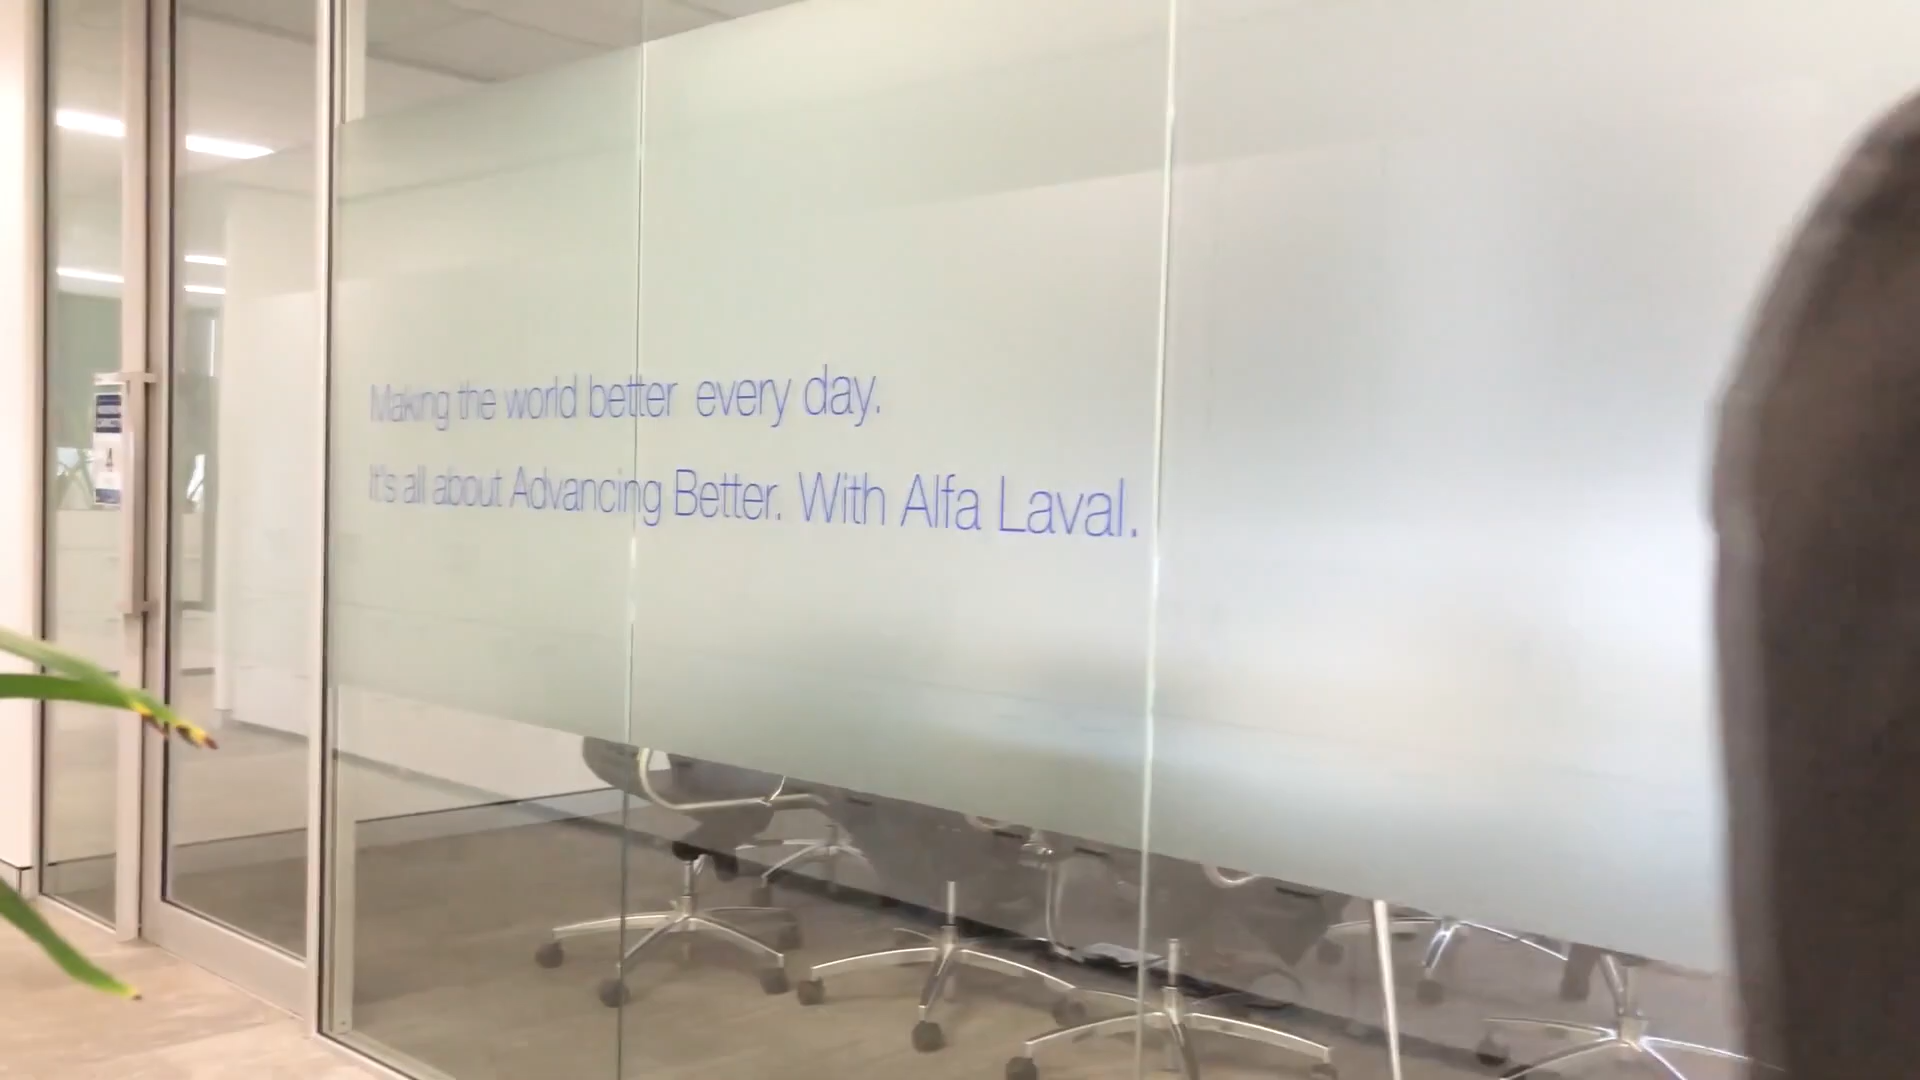 Making the world better every day.
It's all about Advancing Better. With Alfa Laval.